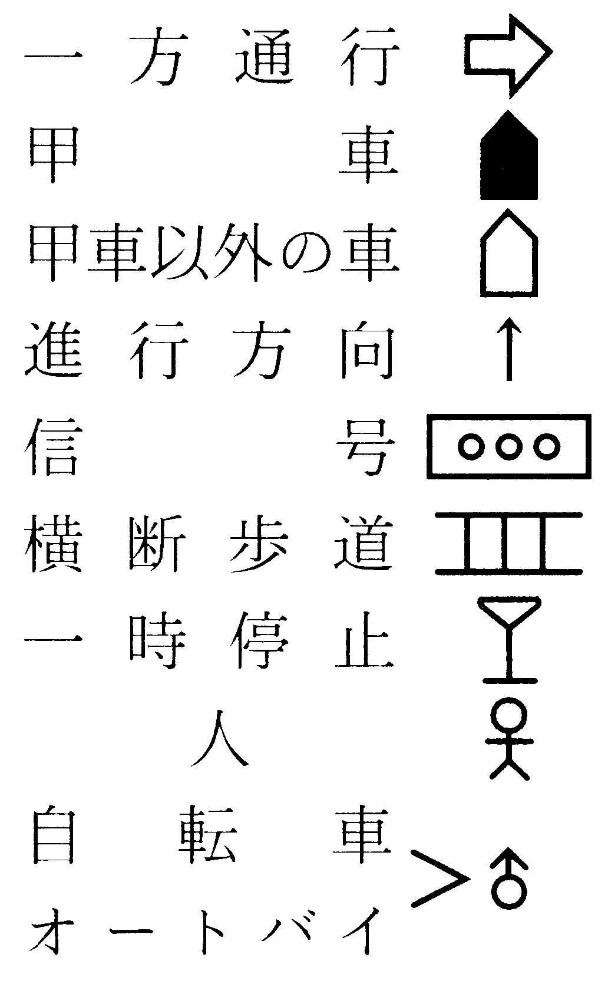 一方通行
甲車
甲車以外の車
進行方向
信号
横断歩道
一時停止
人
自転車
オートバイ